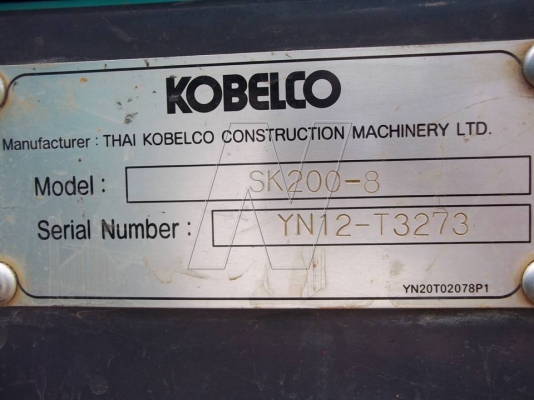 KOBELCO
Manufacturer : THAI KOBELCO CONSTRUCTION MACHINERY LTD.
Model: SK200-8
Serial Number : YN12-T3273
YN20T02078P1